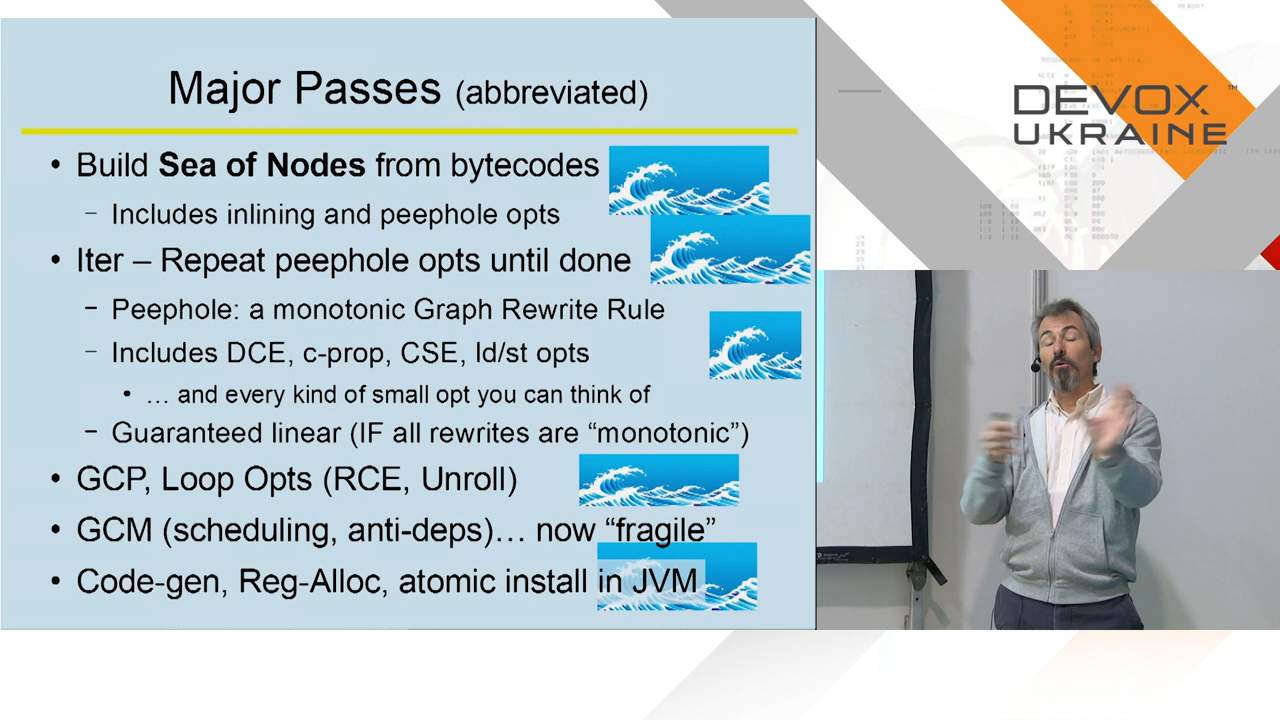 Major Passes (abbreviated)
• Build Sea of Nodes from bytecodes
– Includes inlining and peephole opts
• Iter – Repeat peephole opts until done
– Peephole: a monotonic Graph Rewrite Rule
– Includes DCE, c-prop, CSE, ld/st opts
• … and every kind of small opt you can think of
– Guaranteed linear (IF all rewrites are “monotonic”)
• GCP, Loop Opts (RCE, Unroll)
• GCM (scheduling, anti-deps)… now “fragile”
• Code-gen, Reg-Alloc, atomic install in JVM
DEVOX™
UKRAINE